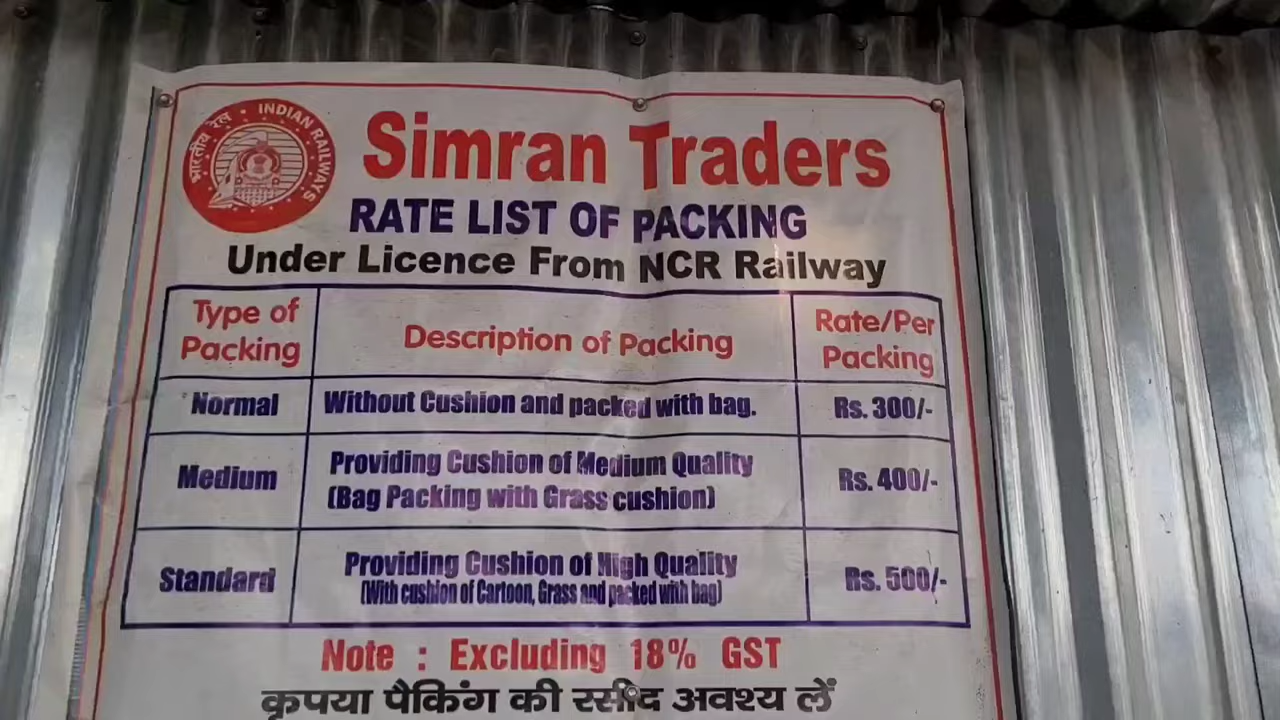 भारतीय रेल • INDIAN RAILWAYS
Simran Traders
RATE LIST OF PACKING
Under Licence From NCR Railway
Type of Packing
Description of Packing
Rate/Per Packing
Normal
Without Cushion and packed with bag.
Rs. 300/-
Medium
Providing Cushion of Medium Quality
(Bag Packing with Grass cushion)
Rs. 400/-
Standard
Providing Cushion of High Quality
(With cushion of Cartoon, Grass and packed with bag)
Rs. 500/-
Note : Excluding 18% GST
कृपया पैकिंग की रसीद अवश्य लें